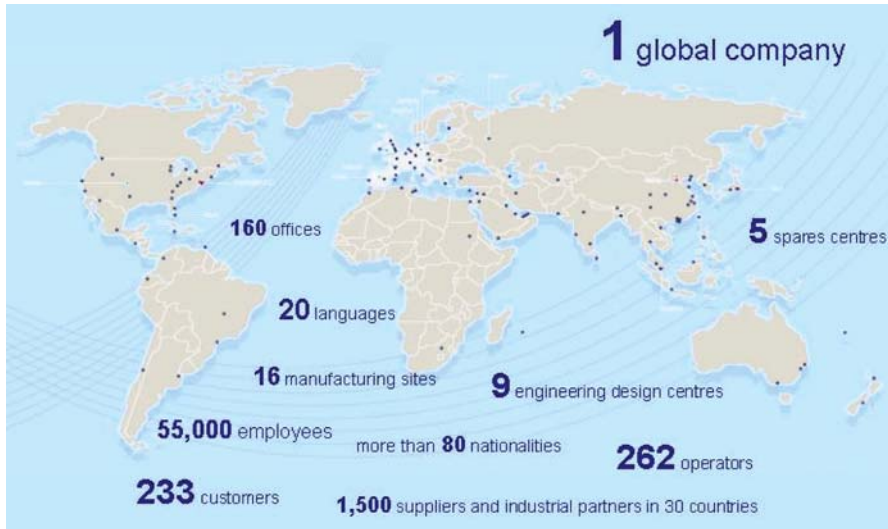 1 global company
160 offices
5 spares centres
20 languages
16 manufacturing sites
9 engineering design centres
55,000 employees
more than 80 nationalities
262 operators
233 customers
1,500 suppliers and industrial partners in 30 countries